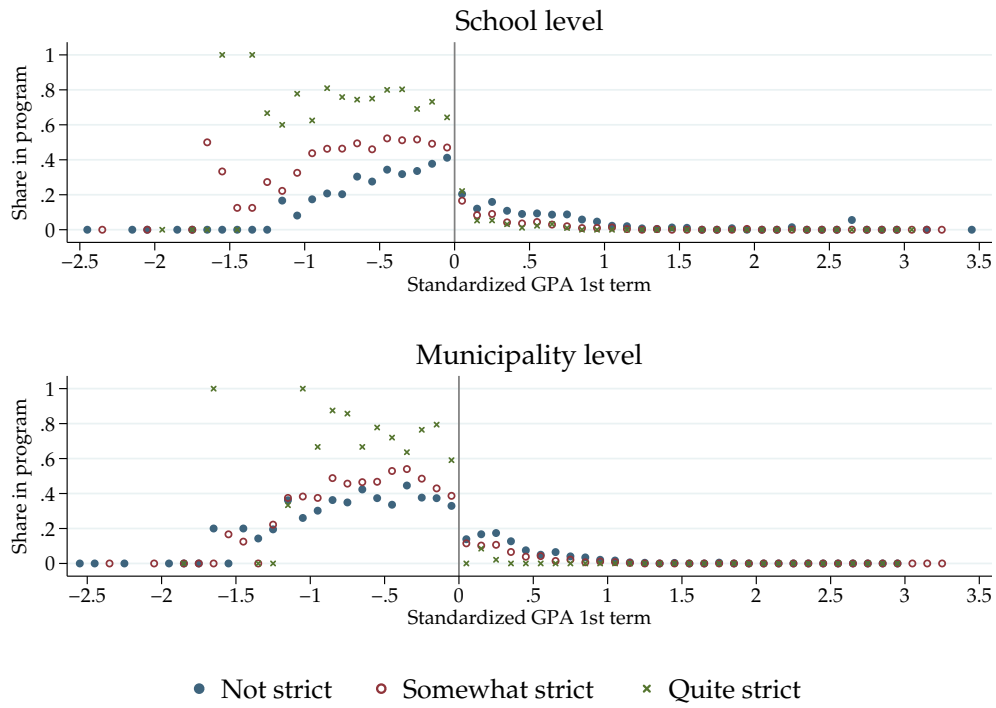 School level
Share in program
1
.8
.6
.4
.2
0
−2.5 −2 −1.5 −1 −.5 0 .5 1 1.5 2 2.5 3 3.5
Standardized GPA 1st term
Municipality level
Share in program
1
.8
.6
.4
.2
0
−2.5 −2 −1.5 −1 −.5 0 .5 1 1.5 2 2.5 3 3.5
Standardized GPA 1st term
Not strict Somewhat strict Quite strict